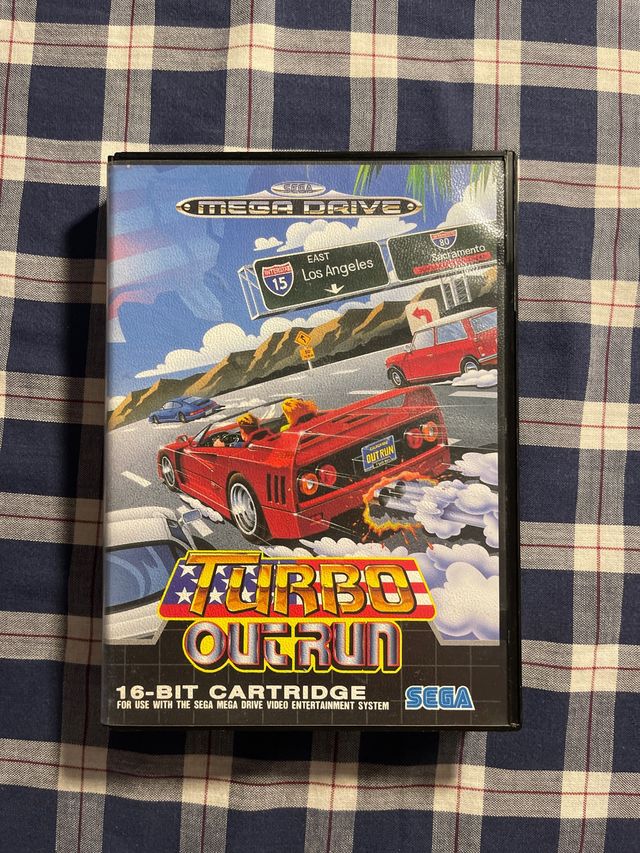 SEGA
MEGA DRIVE
INTERSTATE
15
EAST
Los Angeles
80
Sacramento
OUTRUN
TURBO
OUTRUN
16-BIT CARTRIDGE
FOR USE WITH THE SEGA MEGA DRIVE VIDEO ENTERTAINMENT SYSTEM
SEGA